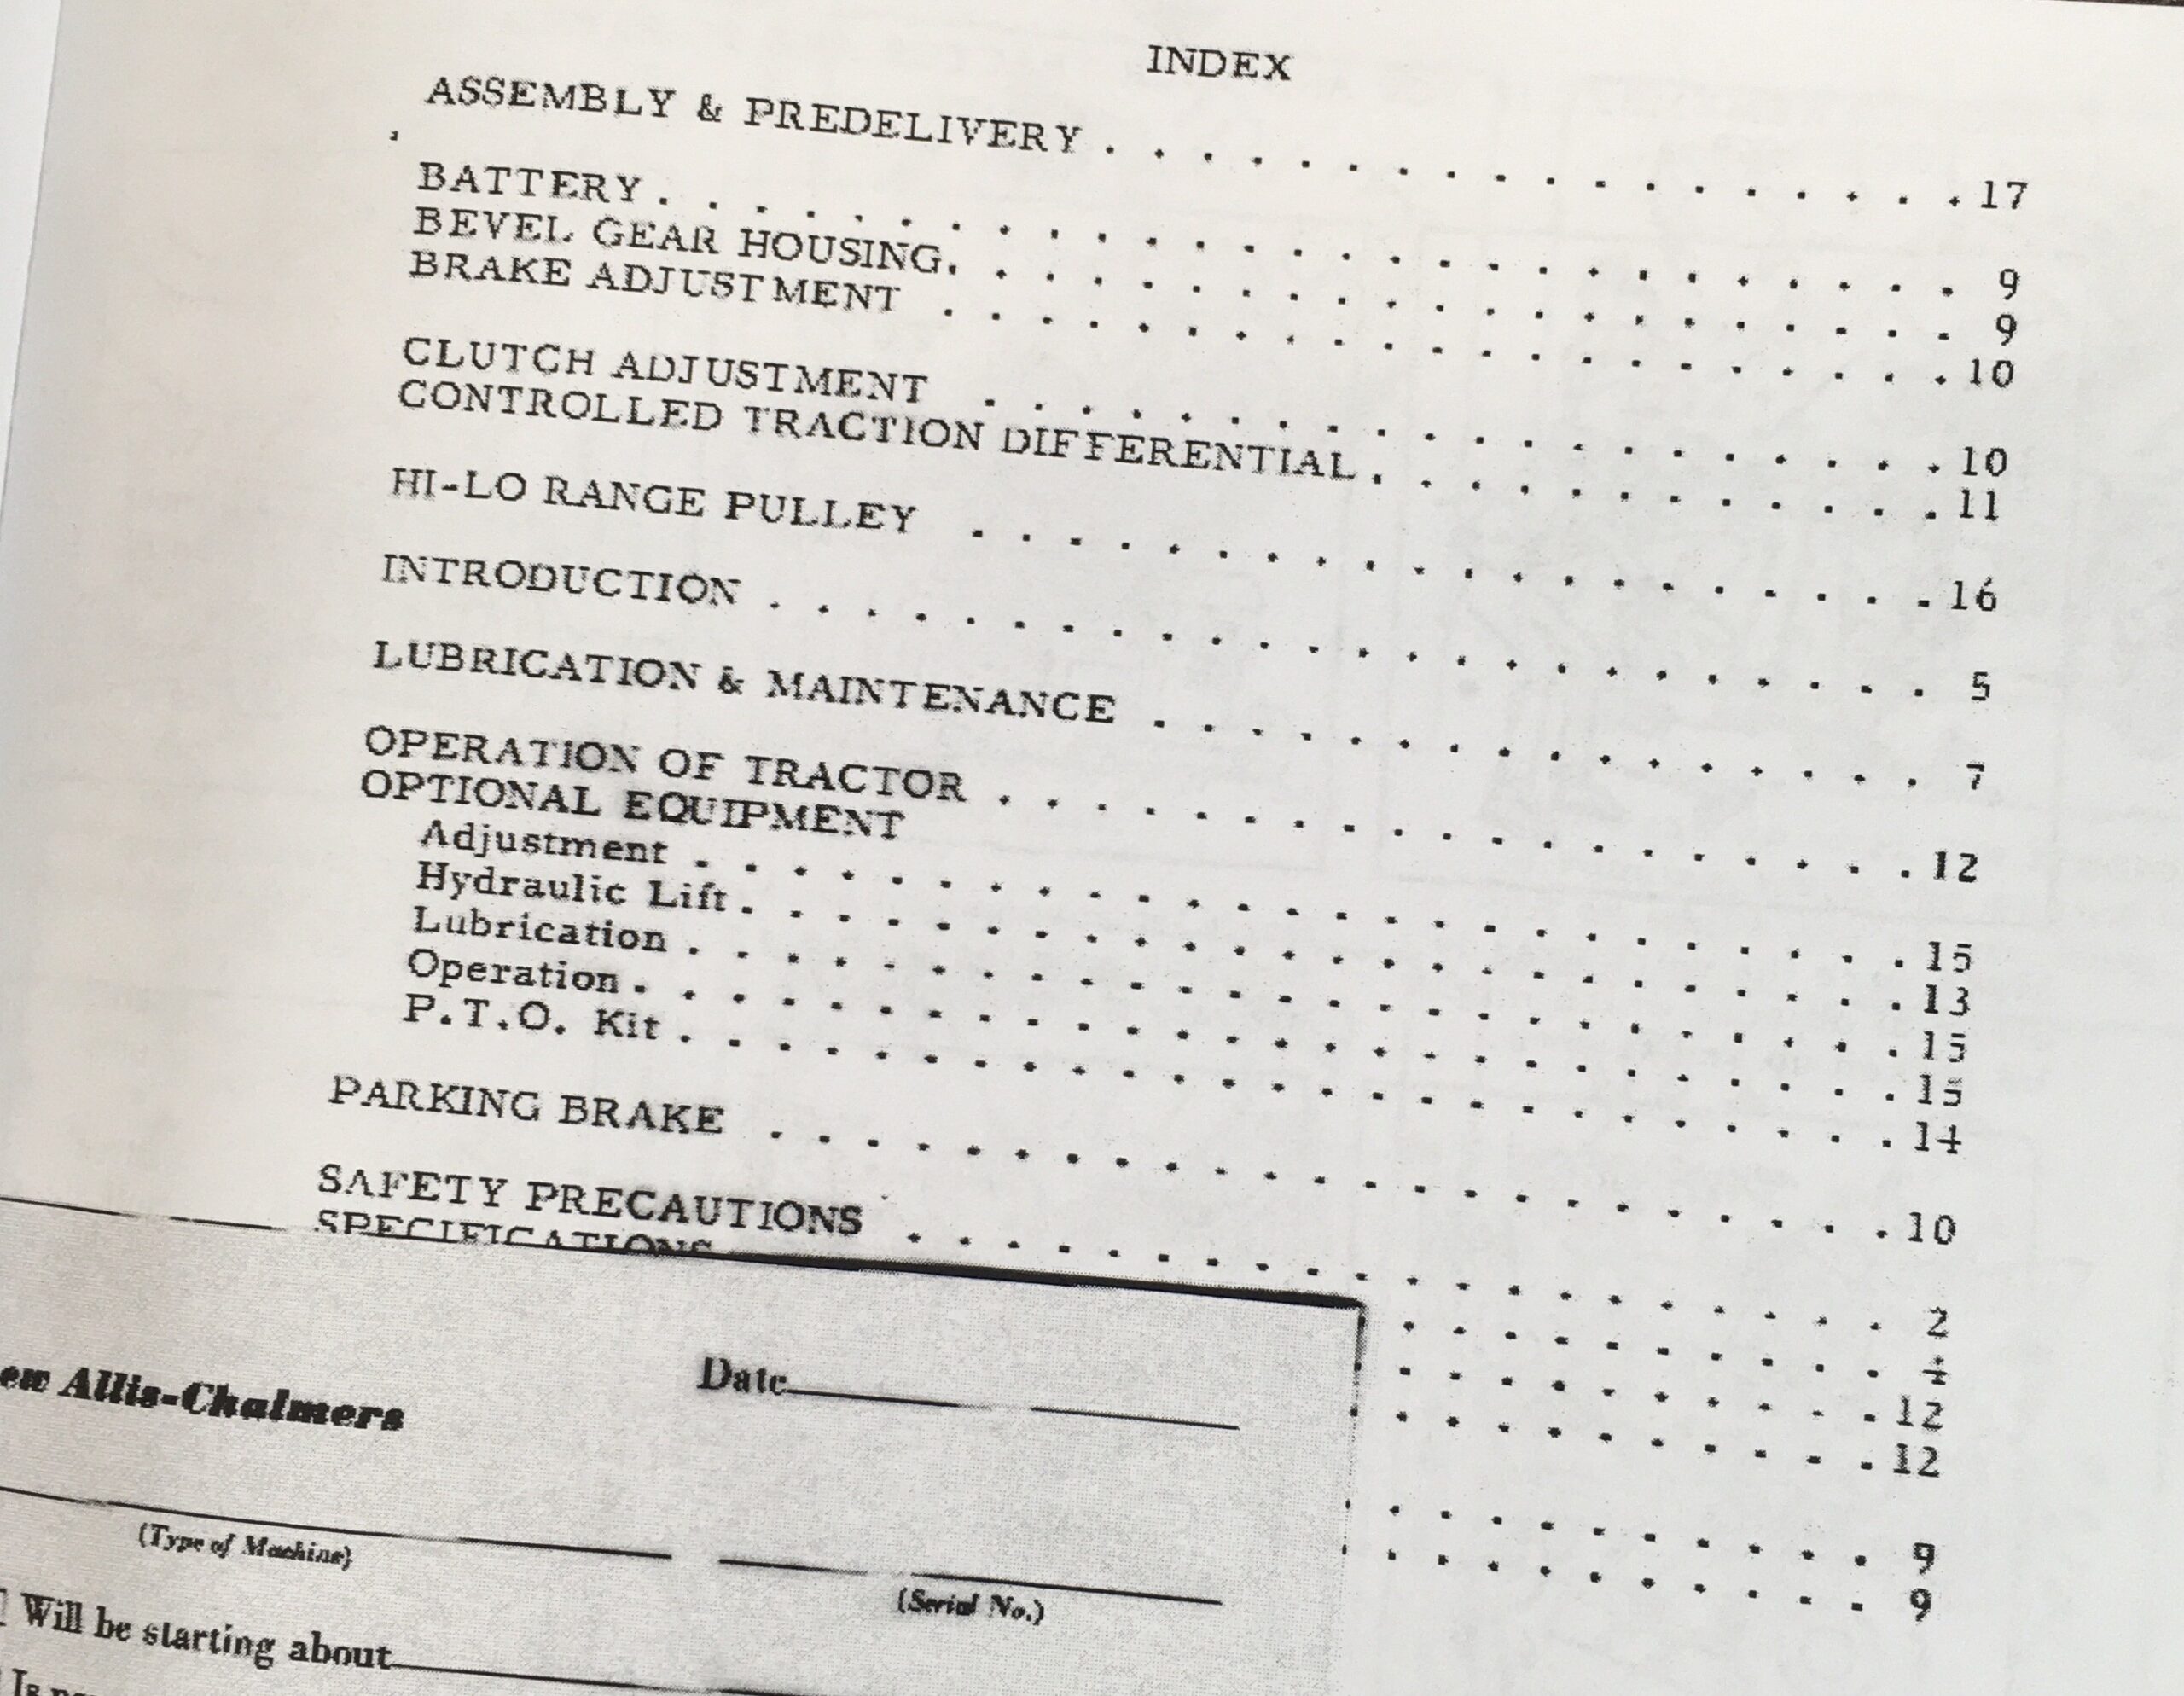 INDEX
ASSEMBLY & PREDELIVERY . . . . . . . . . . . . . . . . . . 17
BATTERY . . . . . . . . . . . . . . . . . . . . . . . . . . . 9
BEVEL GEAR HOUSING . . . . . . . . . . . . . . . . . . . . . 9
BRAKE ADJUSTMENT . . . . . . . . . . . . . . . . . . . . . 10
CLUTCH ADJUSTMENT . . . . . . . . . . . . . . . . . . . . 10
CONTROLLED TRACTION DIFFERENTIAL . . . . . . . . . . . . 11
HI-LO RANGE PULLEY . . . . . . . . . . . . . . . . . . . . 16
INTRODUCTION . . . . . . . . . . . . . . . . . . . . . . . . 5
LUBRICATION & MAINTENANCE . . . . . . . . . . . . . . . . 7
OPERATION OF TRACTOR . . . . . . . . . . . . . . . . . . . 12
OPTIONAL EQUIPMENT
Adjustment . . . . . . . . . . . . . . . . . . . . . . . . . 15
Hydraulic Lift . . . . . . . . . . . . . . . . . . . . . . . . 13
Lubrication . . . . . . . . . . . . . . . . . . . . . . . . . 15
Operation . . . . . . . . . . . . . . . . . . . . . . . . . . 15
P.T.O. Kit . . . . . . . . . . . . . . . . . . . . . . . . . 14
PARKING BRAKE . . . . . . . . . . . . . . . . . . . . . . . 10
SAFETY PRECAUTIONS . . . . . . . . . . . . . . . . . . . . 2
SPECIFICATIONS . . . . . . . . . . 4
. . . . . . . . . . 12
. . . . . . . . . . 12
. . . . . . . . . . 9
. . . . . . . . . . 9
Date
Allis-Chalmers
(Type of Machine)
(Serial No.)
Will be starting about